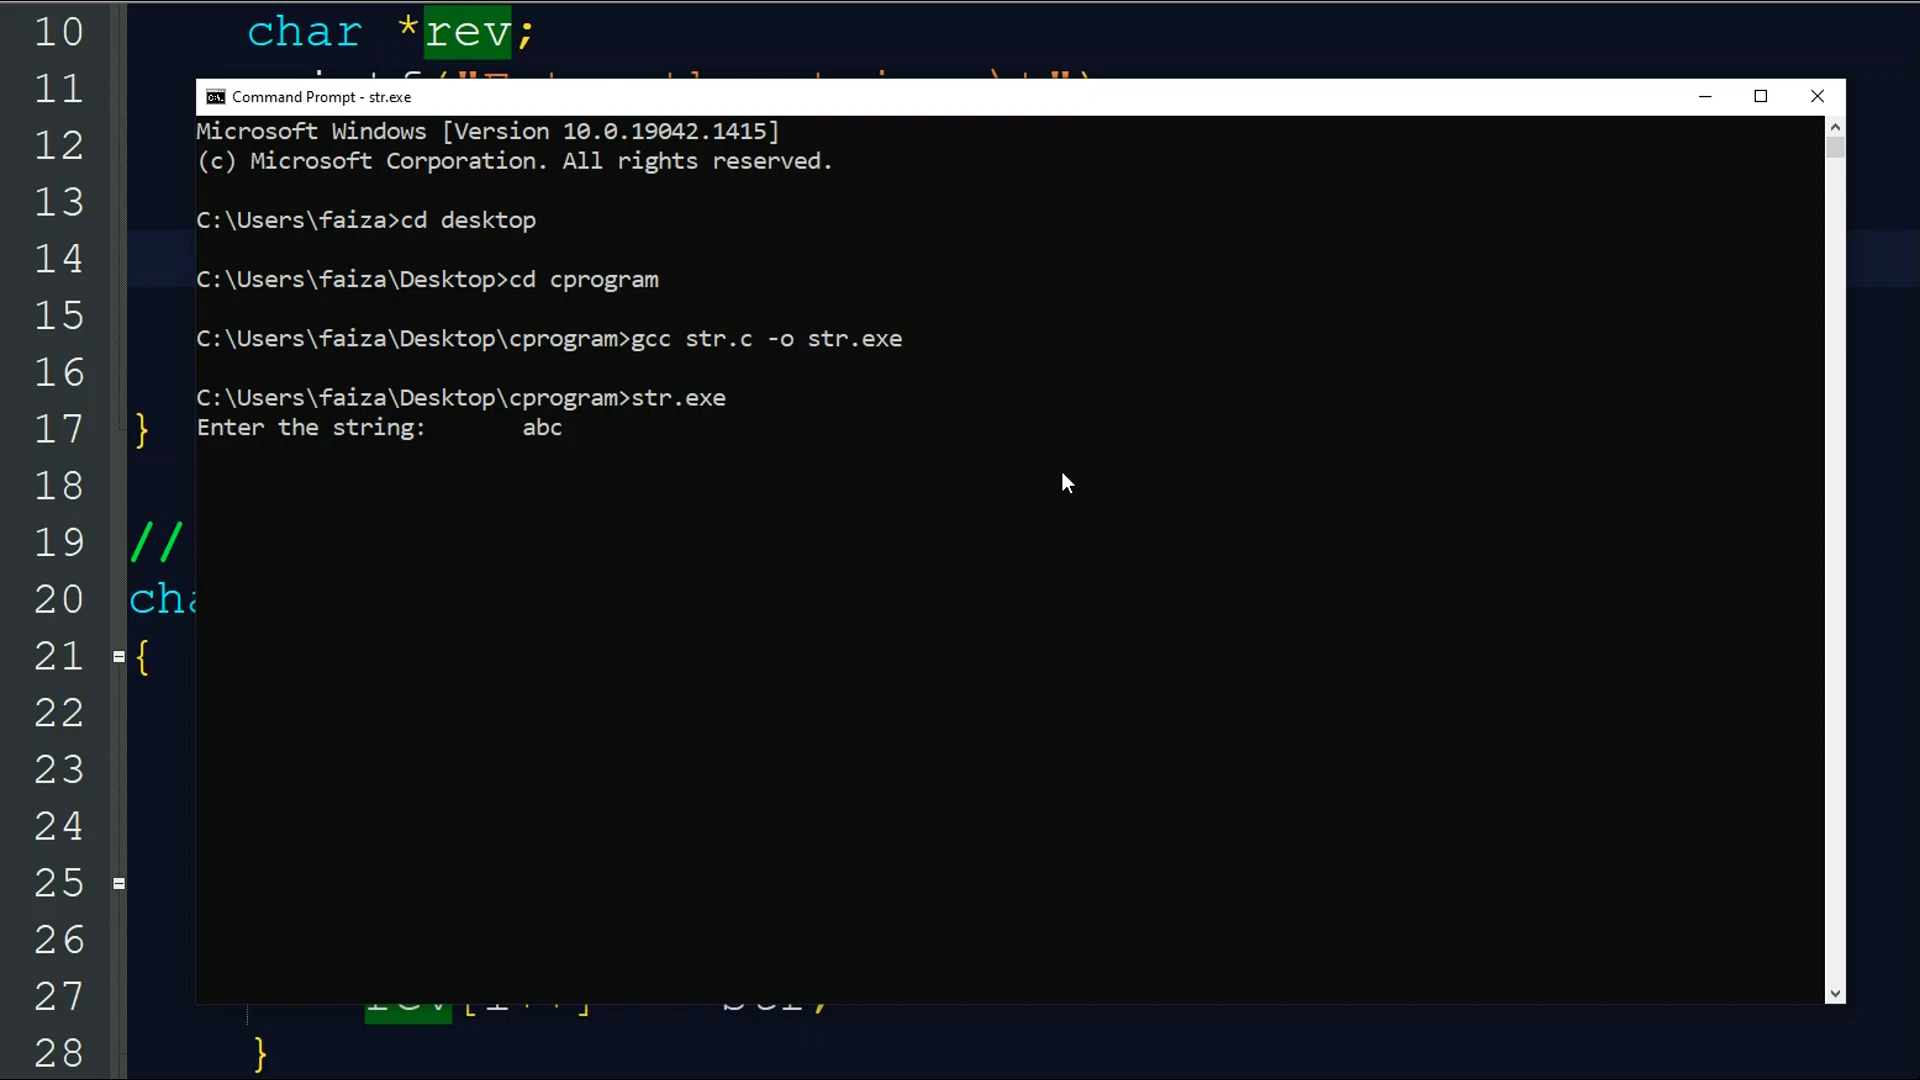 10 char *rev;
11
Command Prompt - str.exe
12 Microsoft Windows [Version 10.0.19042.1415]
(c) Microsoft Corporation. All rights reserved.
13 C:\Users\faiza>cd desktop
14 C:\Users\faiza\Desktop>cd cprogram
15 C:\Users\faiza\Desktop\cprogram>gcc str.c -o str.exe
16 C:\Users\faiza\Desktop\cprogram>str.exe
17 } Enter the string: abc
18
19 //
20
21 {
22
23
24
25
26
27
28 }